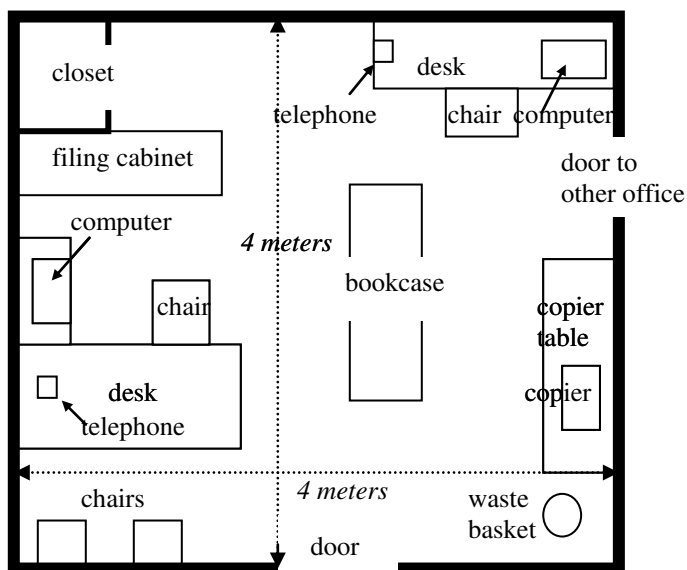 closet
desk
telephone
chair
computer
filing cabinet
door to
other office
computer
4 meters
bookcase
chair
copier
table
desk
copier
telephone
4 meters
chairs
waste
basket
door